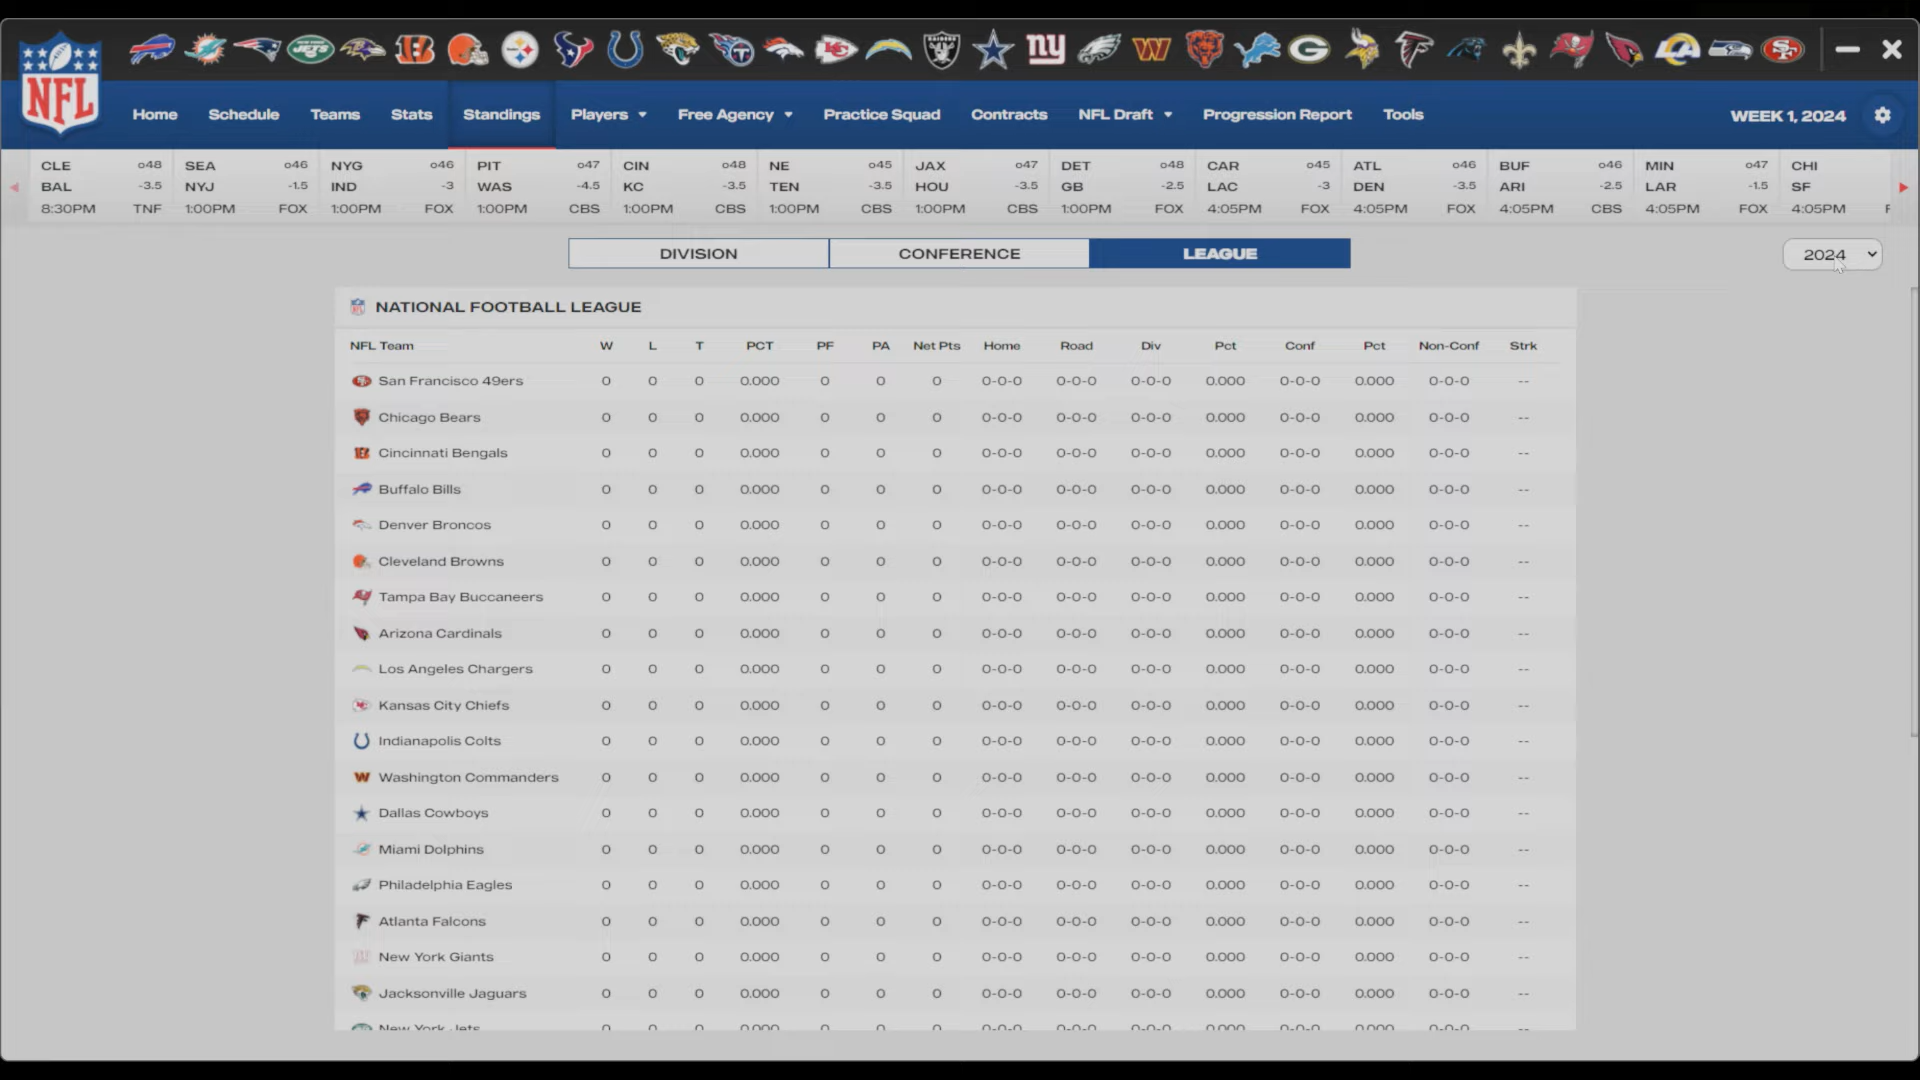 NFL
Home Schedule Teams Stats Standings Players Free Agency Practice Squad Contracts NFL Draft Progression Report Tools WEEK 1, 2024
CLE o48 SEA o46 NYG o46 PIT o47 CIN o48 NE o45 JAX o47 DET o48 CAR o45 ATL o46 BUF o46 MIN o47 CHI
BAL -3.5 NYJ -1.5 IND -3 WAS -4.5 KC -3.5 TEN -3.5 HOU -3.5 GB -2.5 LAC -3 DEN -3.5 ARI -2.5 LAR -1.5 SF
8:30PM TNF 1:00PM FOX 1:00PM FOX 1:00PM CBS 1:00PM CBS 1:00PM CBS 1:00PM CBS 1:00PM FOX 4:05PM FOX 4:05PM FOX 4:05PM CBS 4:05PM FOX 4:05PM
DIVISION CONFERENCE LEAGUE 2024
NATIONAL FOOTBALL LEAGUE
NFL Team W L T PCT PF PA Net Pts Home Road Div Pct Conf Pct Non-Conf Strk
San Francisco 49ers 0 0 0 0.000 0 0 0 0-0-0 0-0-0 0-0-0 0.000 0-0-0 0.000 0-0-0 --
Chicago Bears 0 0 0 0.000 0 0 0 0-0-0 0-0-0 0-0-0 0.000 0-0-0 0.000 0-0-0 --
Cincinnati Bengals 0 0 0 0.000 0 0 0 0-0-0 0-0-0 0-0-0 0.000 0-0-0 0.000 0-0-0 --
Buffalo Bills 0 0 0 0.000 0 0 0 0-0-0 0-0-0 0-0-0 0.000 0-0-0 0.000 0-0-0 --
Denver Broncos 0 0 0 0.000 0 0 0 0-0-0 0-0-0 0-0-0 0.000 0-0-0 0.000 0-0-0 --
Cleveland Browns 0 0 0 0.000 0 0 0 0-0-0 0-0-0 0-0-0 0.000 0-0-0 0.000 0-0-0 --
Tampa Bay Buccaneers 0 0 0 0.000 0 0 0 0-0-0 0-0-0 0-0-0 0.000 0-0-0 0.000 0-0-0 --
Arizona Cardinals 0 0 0 0.000 0 0 0 0-0-0 0-0-0 0-0-0 0.000 0-0-0 0.000 0-0-0 --
Los Angeles Chargers 0 0 0 0.000 0 0 0 0-0-0 0-0-0 0-0-0 0.000 0-0-0 0.000 0-0-0 --
Kansas City Chiefs 0 0 0 0.000 0 0 0 0-0-0 0-0-0 0-0-0 0.000 0-0-0 0.000 0-0-0 --
Indianapolis Colts 0 0 0 0.000 0 0 0 0-0-0 0-0-0 0-0-0 0.000 0-0-0 0.000 0-0-0 --
Washington Commanders 0 0 0 0.000 0 0 0 0-0-0 0-0-0 0-0-0 0.000 0-0-0 0.000 0-0-0 --
Dallas Cowboys 0 0 0 0.000 0 0 0 0-0-0 0-0-0 0-0-0 0.000 0-0-0 0.000 0-0-0 --
Miami Dolphins 0 0 0 0.000 0 0 0 0-0-0 0-0-0 0-0-0 0.000 0-0-0 0.000 0-0-0 --
Philadelphia Eagles 0 0 0 0.000 0 0 0 0-0-0 0-0-0 0-0-0 0.000 0-0-0 0.000 0-0-0 --
Atlanta Falcons 0 0 0 0.000 0 0 0 0-0-0 0-0-0 0-0-0 0.000 0-0-0 0.000 0-0-0 --
New York Giants 0 0 0 0.000 0 0 0 0-0-0 0-0-0 0-0-0 0.000 0-0-0 0.000 0-0-0 --
Jacksonville Jaguars 0 0 0 0.000 0 0 0 0-0-0 0-0-0 0-0-0 0.000 0-0-0 0.000 0-0-0 --
New York Jets 0 0 0 0.000 0 0 0 0-0-0 0-0-0 0-0-0 0.000 0-0-0 0.000 0-0-0 --